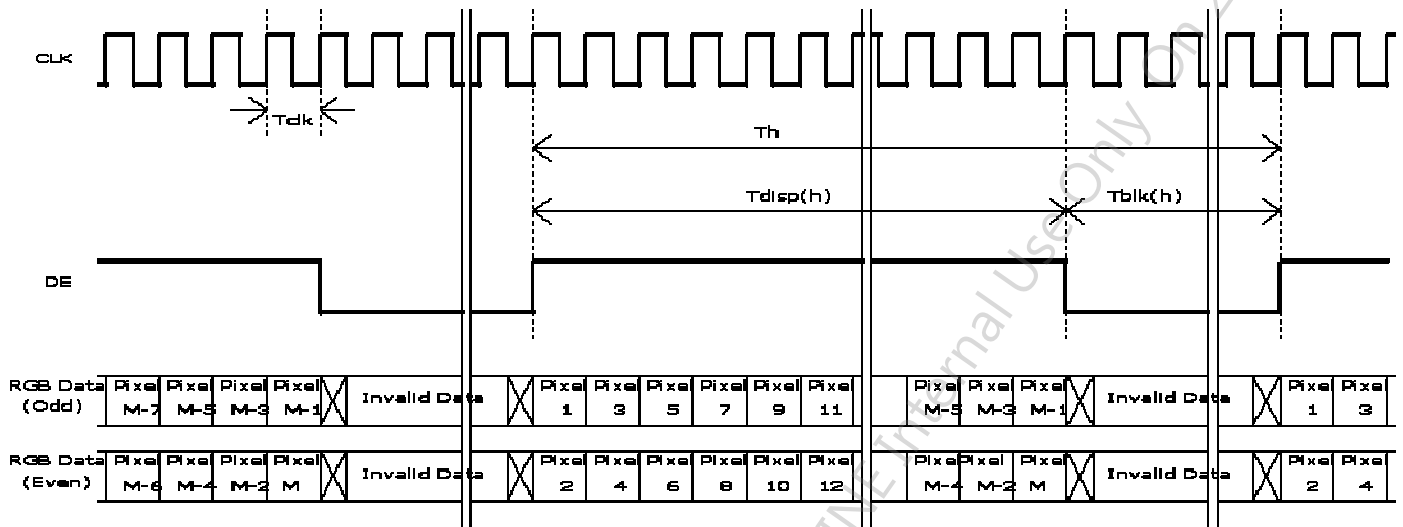 CLK
Tclk
Th
Tdisp(h)
Tblk(h)
DE
RGB Data (Odd)
Pixel M-7
Pixel M-5
Pixel M-3
Pixel M-1
Invalid Data
Pixel 1
Pixel 3
Pixel 5
Pixel 7
Pixel 9
Pixel 11
Pixel M-5
Pixel M-3
Pixel M-1
Invalid Data
Pixel 1
Pixel 3
RGB Data (Even)
Pixel M-6
Pixel M-4
Pixel M-2
Pixel M
Invalid Data
Pixel 2
Pixel 4
Pixel 6
Pixel 8
Pixel 10
Pixel 12
Pixel M-4
Pixel M-2
Pixel M
Invalid Data
Pixel 2
Pixel 4
Internal Use Only On